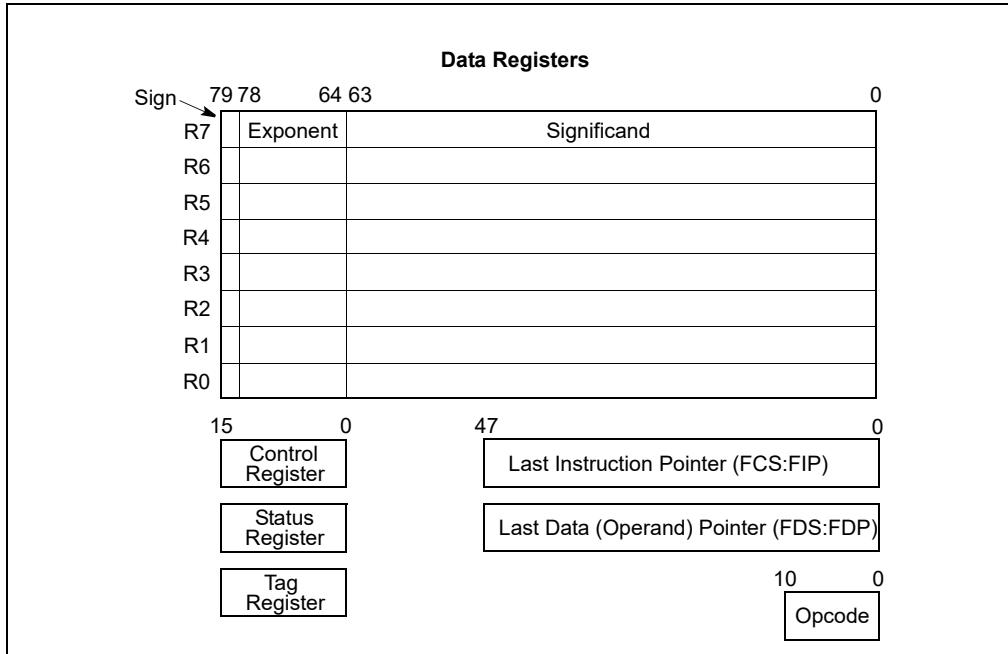 Data Registers
Sign 79 78 64 63 0
R7 Exponent Significand
R6
R5
R4
R3
R2
R1
R0
15 0 47 0
Control Register Last Instruction Pointer (FCS:FIP)
Status Register Last Data (Operand) Pointer (FDS:FDP)
Tag Register 10 0
Opcode